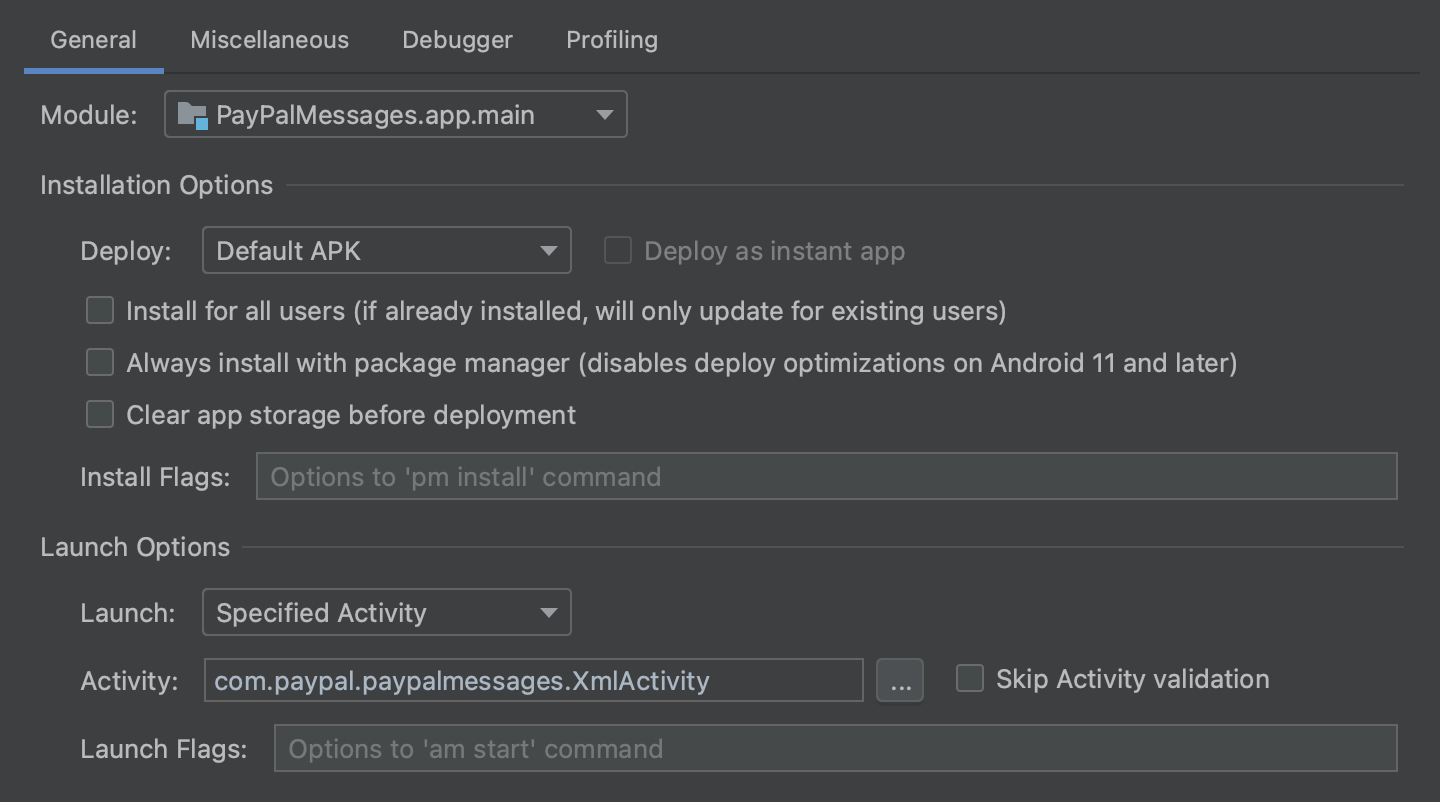 General Miscellaneous Debugger Profiling
Module: PayPalMessages.app.main
Installation Options
Deploy: Default APK Deploy as instant app
Install for all users (if already installed, will only update for existing users)
Always install with package manager (disables deploy optimizations on Android 11 and later)
Clear app storage before deployment
Install Flags: Options to 'pm install' command
Launch Options
Launch: Specified Activity
Activity: com.paypal.paypalmessages.XmlActivity ... Skip Activity validation
Launch Flags: Options to 'am start' command